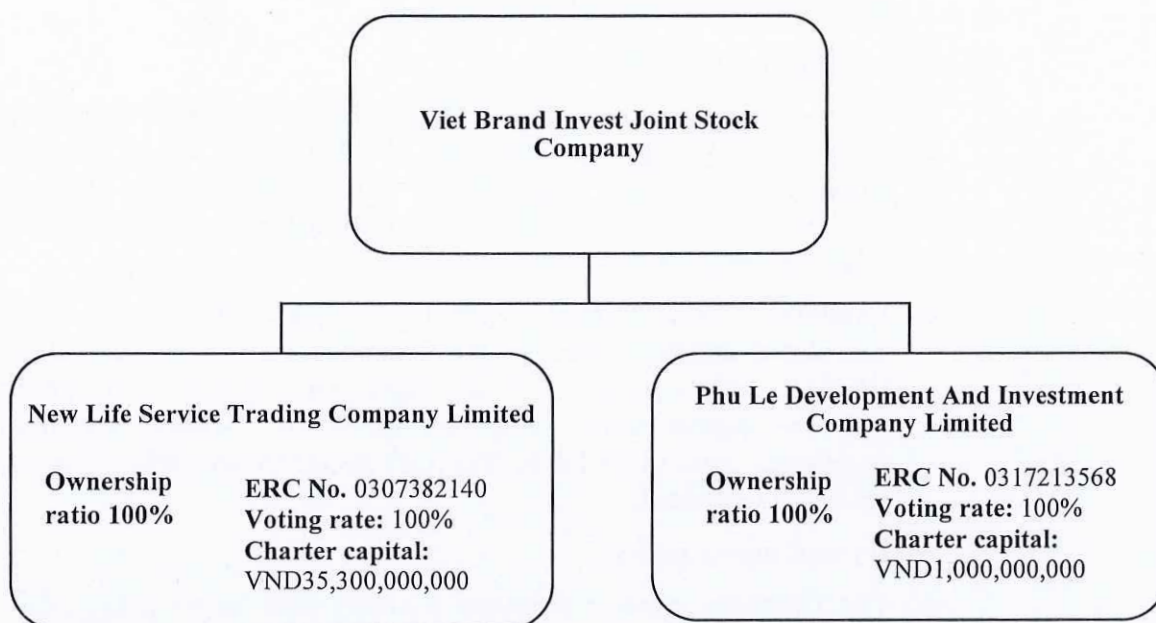 Viet Brand Invest Joint Stock
Company
New Life Service Trading Company Limited
Ownership
ratio 100%
ERC No. 0307382140
Voting rate: 100%
Charter capital:
VND35,300,000,000
Phu Le Development And Investment
Company Limited
Ownership
ratio 100%
ERC No. 0317213568
Voting rate: 100%
Charter capital:
VND1,000,000,000